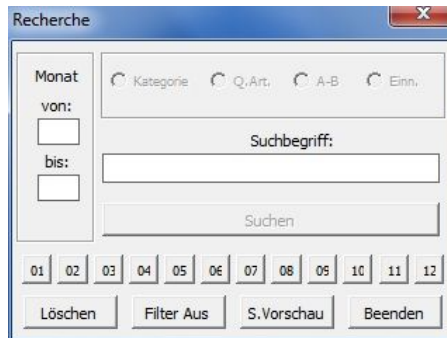 Recherche
Monat
von:
bis:
Kategorie Q.Art. A-B Einn.
Suchbegriff:
Suchen
01 02 03 04 05 06 07 08 09 10 11 12
Löschen Filter Aus S.Vorschau Beenden